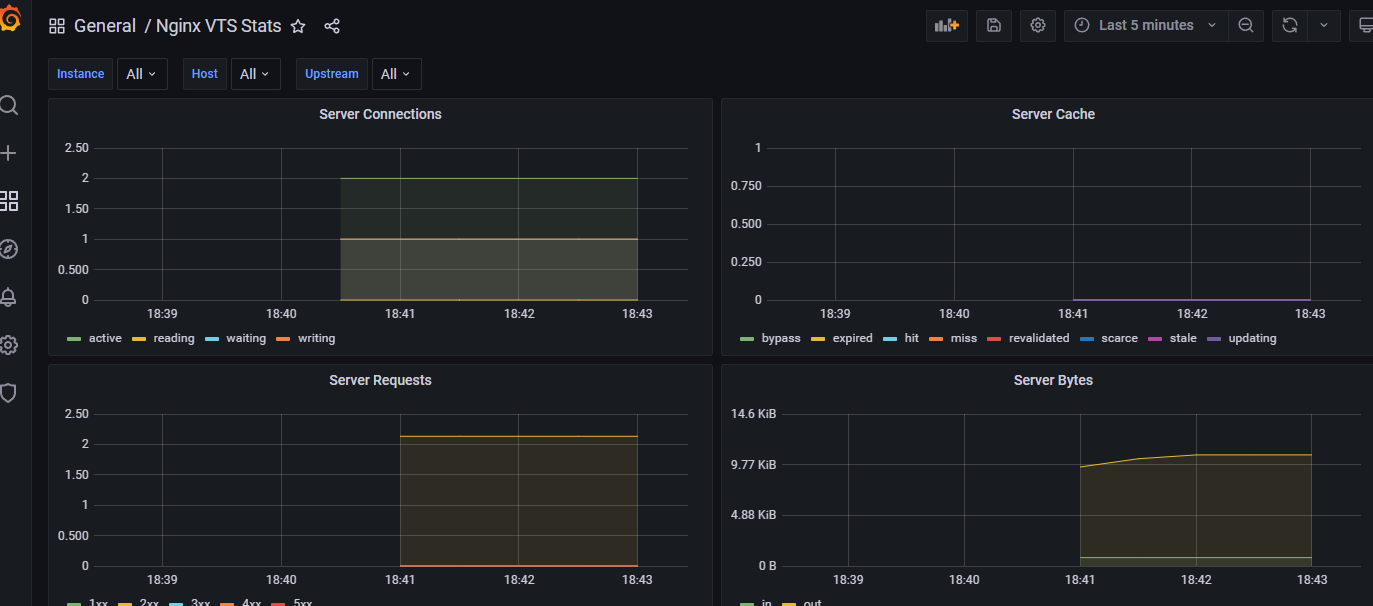 General / Nginx VTS Stats
Last 5 minutes
Instance All Host All Upstream All
Server Connections
2.50
2
1.50
1
0.500
0
18:39 18:40 18:41 18:42 18:43
active reading waiting writing
Server Cache
1
0.750
0.500
0.250
0
18:39 18:40 18:41 18:42 18:43
bypass expired hit miss revalidated scarce stale updating
Server Requests
2.50
2
1.50
1
0.500
0
18:39 18:40 18:41 18:42 18:43
1xx 2xx 3xx 4xx 5xx
Server Bytes
14.6 KiB
9.77 KiB
4.88 KiB
0 B
18:39 18:40 18:41 18:42 18:43
in out